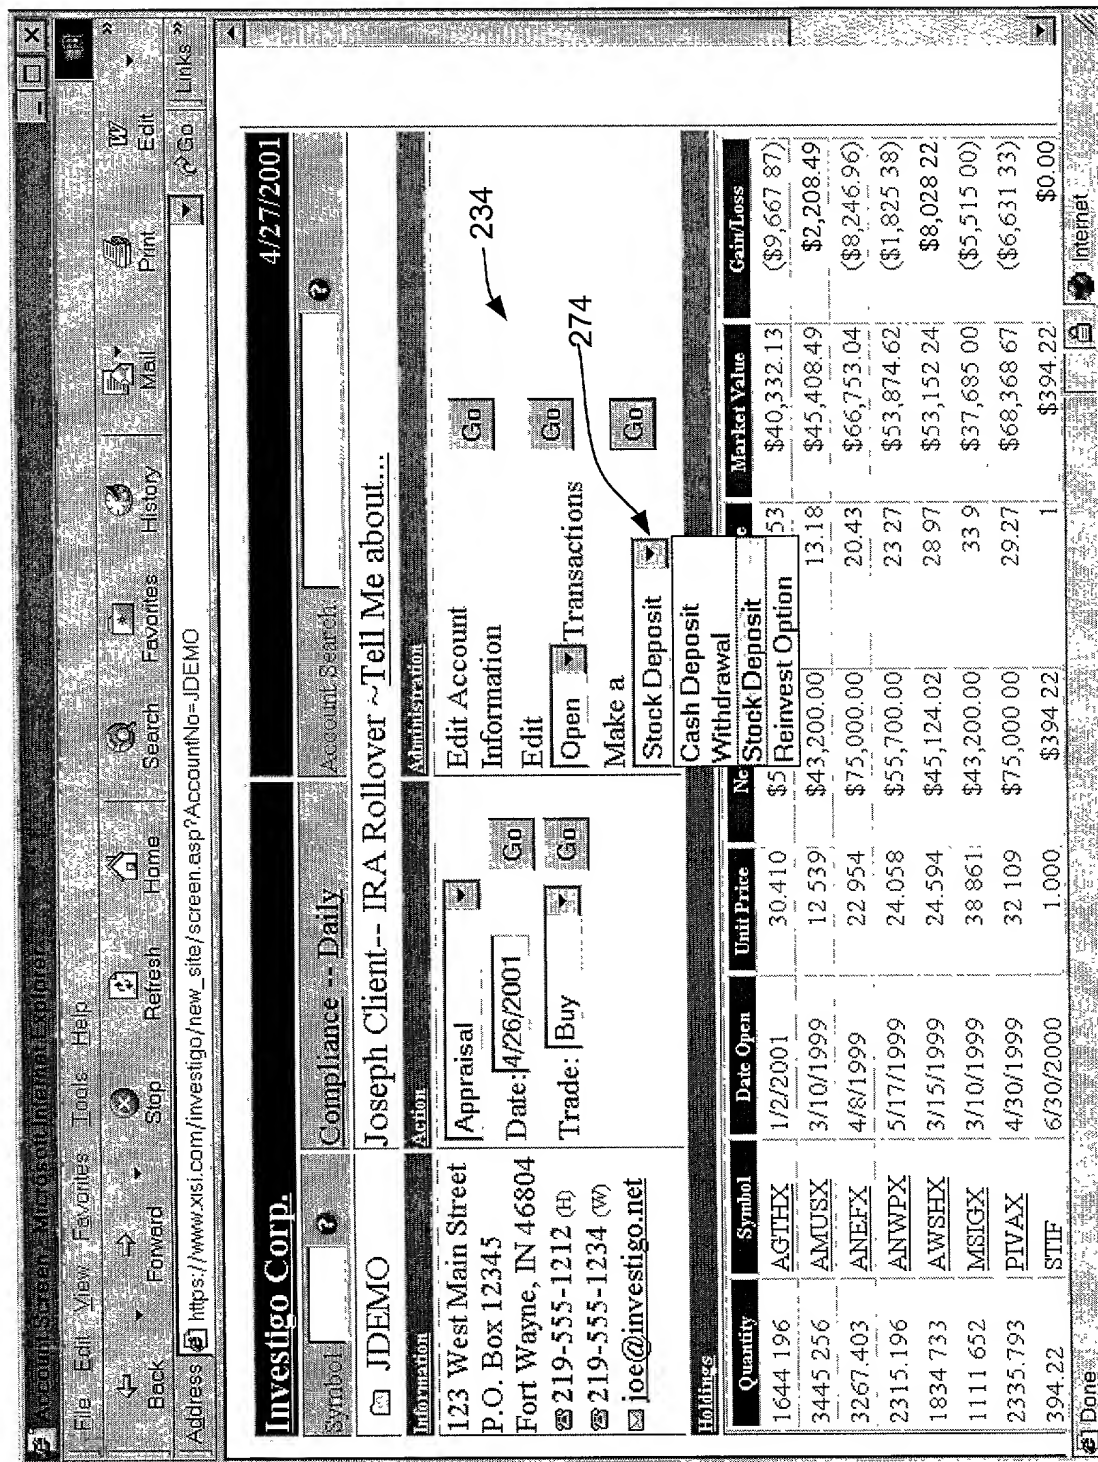 Account Screen - Microsoft Internet Explorer
File Edit View Favorites Tools Help
Back Forward Stop Refresh Home Search Favorites History Mail Print Edit
Address https://www.xisi.com/investigo/new_site/screen.asp?AccountNo=JDEMO Go Links
Investigo Corp. 4/27/2001
Symbol Compliance -- Daily Account Search:
JDEMO Joseph Client-- IRA Rollover ~Tell Me about...
Information Action Administration
123 West Main Street
P.O. Box 12345
Fort Wayne, IN 46804
219-555-1212 (H)
219-555-1234 (W)
joe@investigo.net
Appraisal
Date: 4/26/2001 Go
Trade: Buy Go
Edit Account
Information Go
Edit
Open Transactions Go
Make a
Stock Deposit Go
Cash Deposit
Withdrawal
Stock Deposit
Reinvest Option
234
274
Holdings
Quantity Symbol Date Open Unit Price Ne e Market Value Gain/Loss
1644 196 AGTHX 1/2/2001 30.410 $5 53 $40,332.13 ($9,667 87)
3445 256 AMUSX 3/10/1999 12 539 $43,200.00 13.18 $45,408.49 $2,208.49
3267.403 ANEFX 4/8/1999 22 954 $75,000.00 20.43 $66,753.04 ($8,246.96)
2315.196 ANWPX 5/17/1999 24.058 $55,700.00 23 27 $53,874.62 ($1,825 38)
1834 733 AWSHX 3/15/1999 24.594 $45,124.02 28 97 $53,152 24 $8,028 22
1111 652 MSIGX 3/10/1999 38 861 $43,200.00 33 9 $37,685 00 ($5,515 00)
2335.793 PIVAX 4/30/1999 32 109 $75,000 00 29.27 $68,368 67 ($6,631 33)
394.22 STIF 6/30/2000 1.000 $394 22 1 $394.22 $0.00
Done Internet